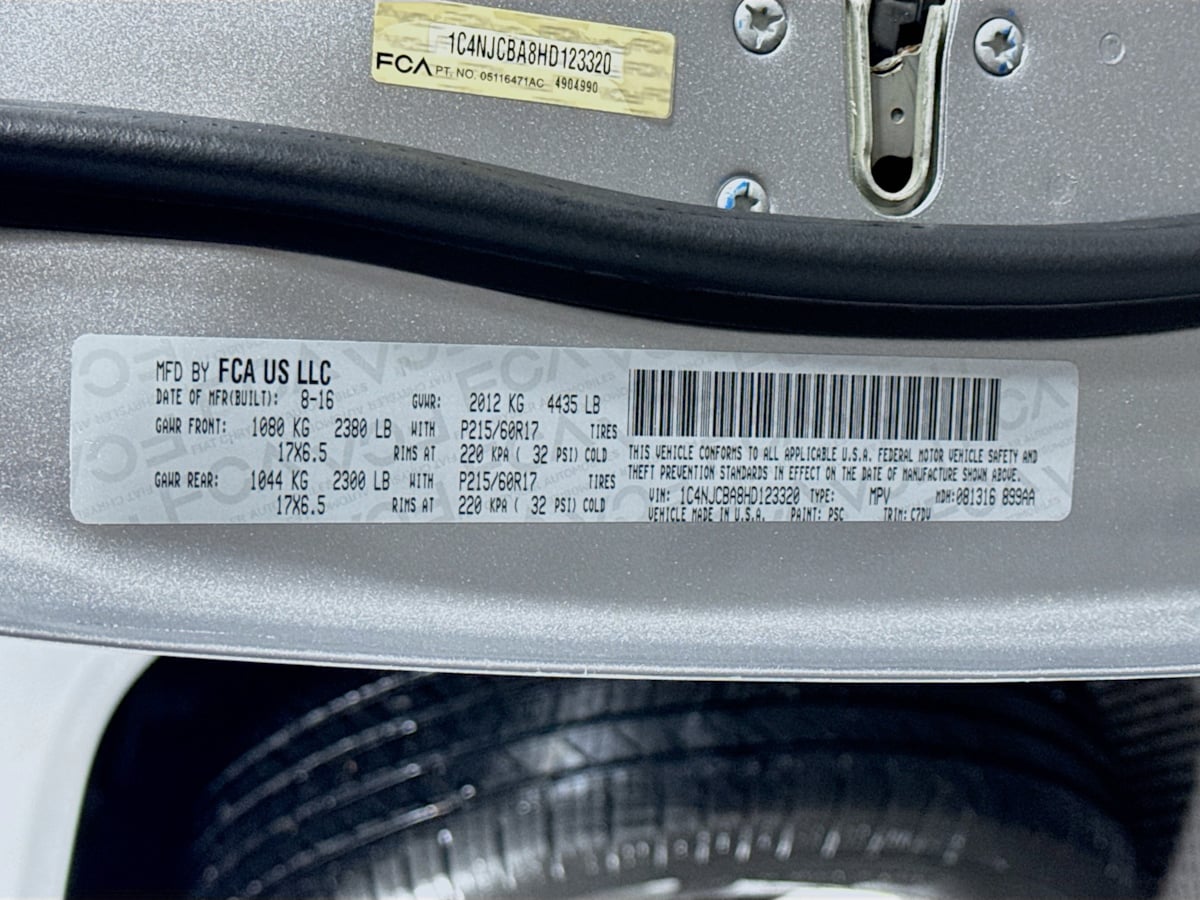 1C4NJCBA8HD123320
FCA PT. NO. 05116471AC 4904990
MFD BY FCA US LLC
DATE OF MFR(BUILT): 8-16 GVWR: 2012 KG 4435 LB
GAWR FRONT: 1080 KG 2380 LB WITH P215/60R17 TIRES
17X6.5 RIMS AT 220 KPA ( 32 PSI) COLD
GAWR REAR: 1044 KG 2300 LB WITH P215/60R17 TIRES
17X6.5 RIMS AT 220 KPA ( 32 PSI) COLD
THIS VEHICLE CONFORMS TO ALL APPLICABLE U.S.A. FEDERAL MOTOR VEHICLE SAFETY AND
THEFT PREVENTION STANDARDS IN EFFECT ON THE DATE OF MANUFACTURE SHOWN ABOVE.
VIN: 1C4NJCBA8HD123320 TYPE: MPV MDH: 081316 899AA
VEHICLE MADE IN U.S.A. PAINT: PSC TRIM: C7DV